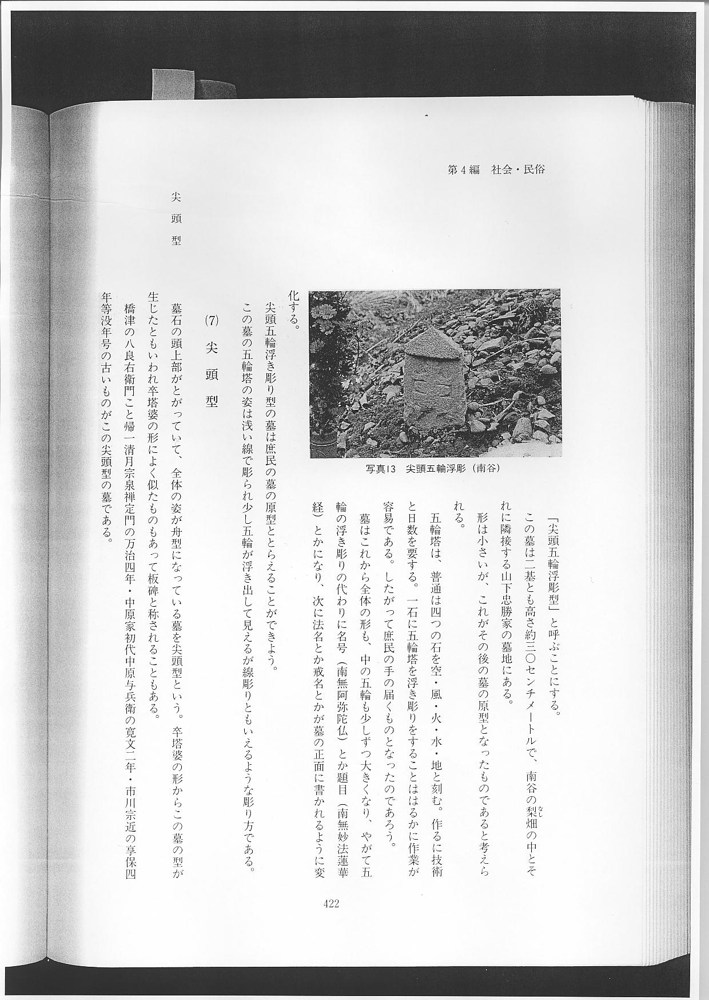 第4編　社会・民俗
「尖頭五輪浮彫型」と呼ぶことにする。
この墓は二基とも高さ約三〇センチメートルで、南谷の梨畑の中とそ
なし
れに隣接する山下忠勝家の墓地にある。
形は小さいが、これがその後の墓の原型となったものであると考えら
れる。
五輪塔は、普通は四つの石を空・風・火・水・地と刻む。作るに技術
と日数を要する。一石に五輪塔を浮き彫りをすることははるかに作業が
容易である。したがって庶民の手の届くものとなったのであろう。
墓はこれから全体の形も、中の五輪も少しずつ大きくなり、やがて五
輪の浮き彫りの代わりに名号（南無阿弥陀仏）とか題目（南無妙法蓮華
経）とかになり、次に法名とか戒名とかが墓の正面に書かれるように変
写真13　尖頭五輪浮彫（南谷）
化する。
尖頭五輪浮き彫り型の墓は庶民の墓の原型ととらえることができよう。
この墓の五輪塔の姿は浅い線で彫られ少し五輪が浮き出して見えるが線彫りともいえるような彫り方である。
(7)　尖頭型
尖頭型
墓石の頭上部がとがっていて、全体の姿が舟型になっている墓を尖頭型という。卒塔婆の形からこの墓の型が
生じたともいわれ卒塔婆の形によく似たものもあって板碑と称されることもある。
橋津の八良右衛門こと帰一清月宗泉禅定門の万治四年・中原家初代中原与兵衛の寛文二年・市川宗近の享保四
年等没年号の古いものがこの尖頭型の墓である。
422